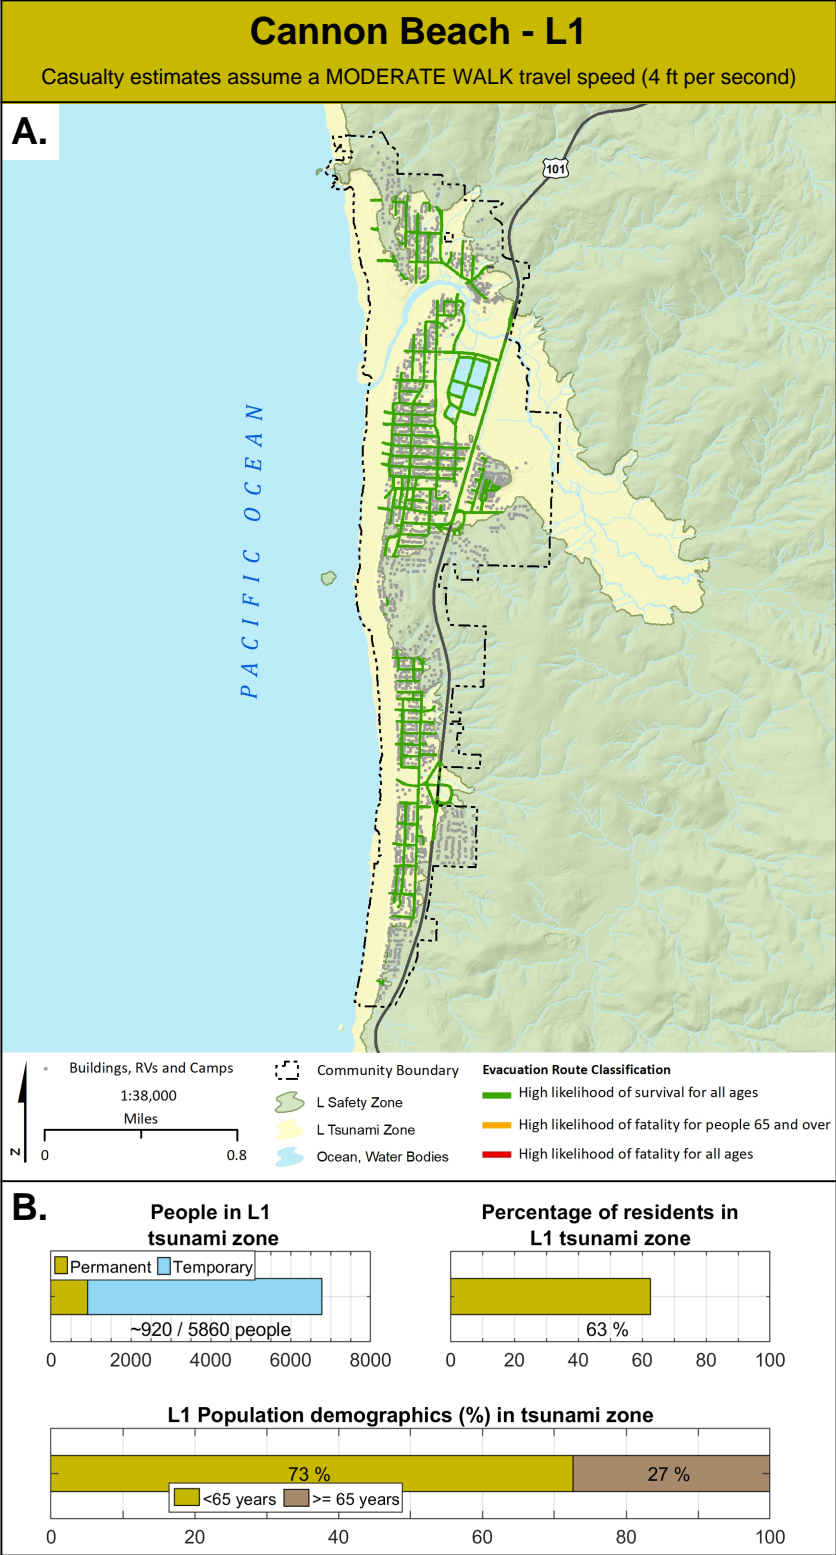 Cannon Beach - L1
Casualty estimates assume a MODERATE WALK travel speed (4 ft per second)
A.
101
PACIFIC OCEAN
Buildings, RVs and Camps
1:38,000
Miles
0 0.8
N
Community Boundary
L Safety Zone
L Tsunami Zone
Ocean, Water Bodies
Evacuation Route Classification
High likelihood of survival for all ages
High likelihood of fatality for people 65 and over
High likelihood of fatality for all ages
B.
People in L1
tsunami zone
Permanent Temporary
~920 / 5860 people
0 2000 4000 6000 8000
Percentage of residents in
L1 tsunami zone
63 %
0 20 40 60 80 100
L1 Population demographics (%) in tsunami zone
73 % 27 %
<65 years >= 65 years
0 20 40 60 80 100